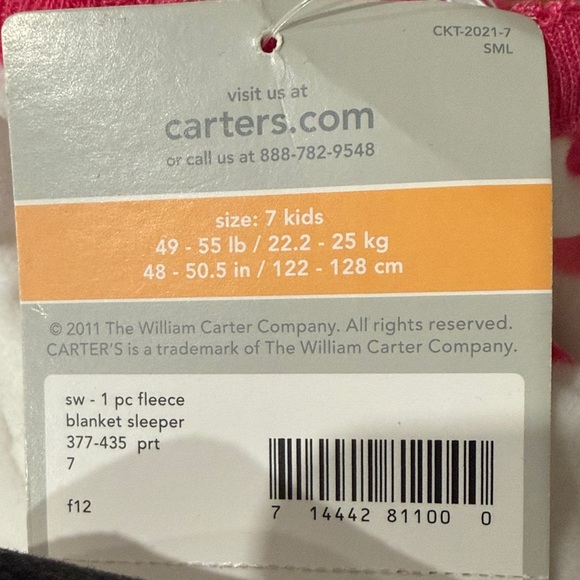 CKT-2021-7
SML
visit us at
carters.com
or call us at 888-782-9548
size: 7 kids
49 - 55 lb / 22.2 - 25 kg
48 - 50.5 in / 122 - 128 cm
© 2011 The William Carter Company. All rights reserved.
CARTER'S is a trademark of The William Carter Company.
sw - 1 pc fleece
blanket sleeper
377-435 prt
7
f12
7 14442 81100 0